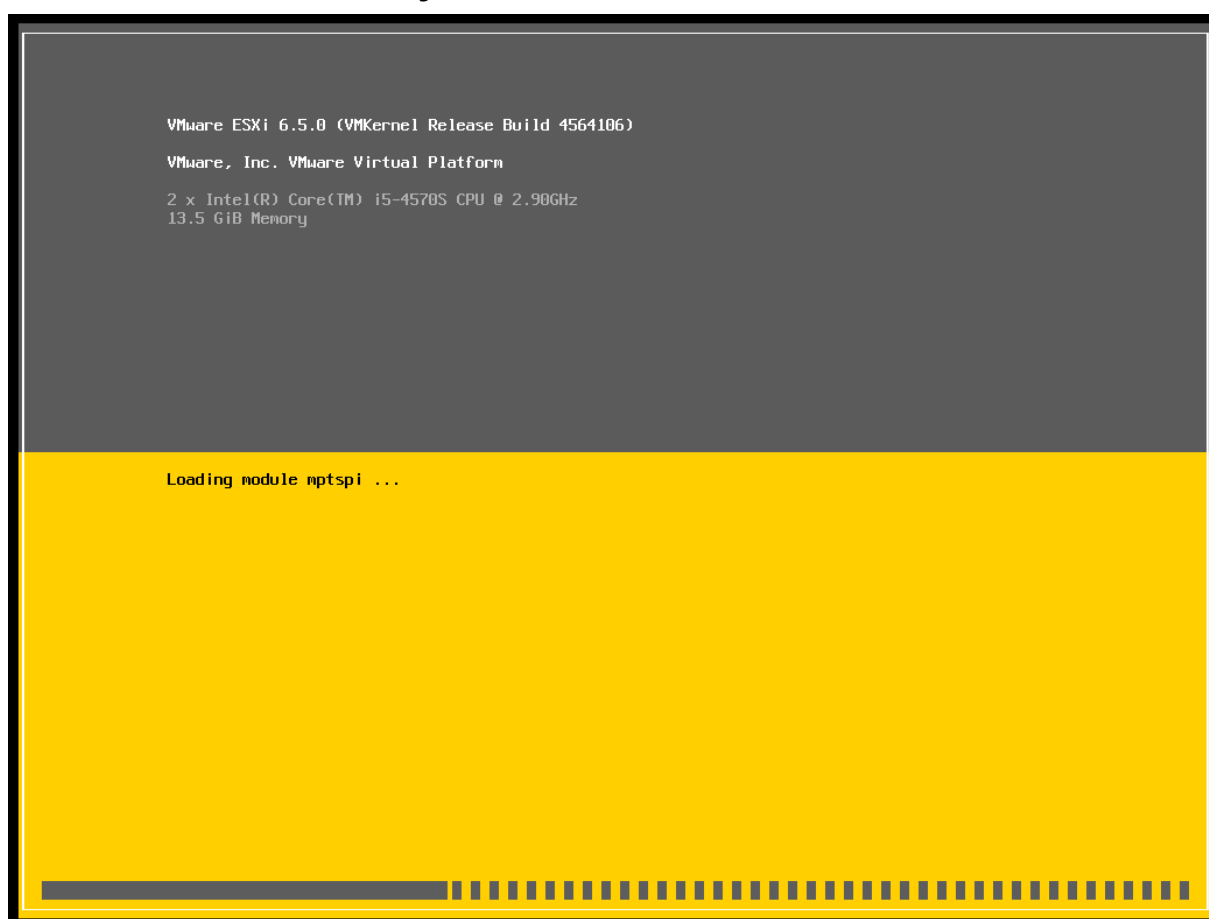 VMware ESXi 6.5.0 (VMKernel Release Build 4564106)
VMware, Inc. VMware Virtual Platform
2 x Intel(R) Core(TM) i5-4570S CPU @ 2.90GHz
13.5 GiB Memory
Loading module mptspi ...